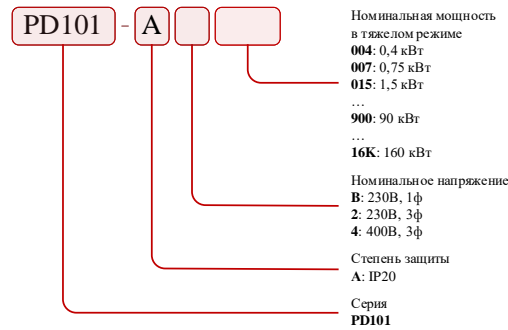 PD101 - A
Номинальная мощность
в тяжелом режиме
004: 0,4 кВт
007: 0,75 кВт
015: 1,5 кВт
…
900: 90 кВт
…
16K: 160 кВт
Номинальное напряжение
B: 230В, 1ф
2: 230В, 3ф
4: 400В, 3ф
Степень защиты
A: IP20
Серия
PD101